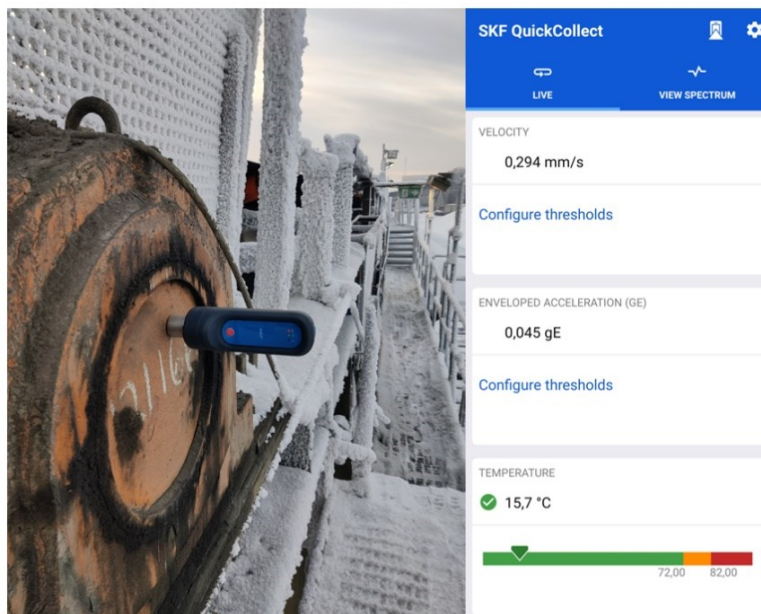 SKF QuickCollect
LIVE
VIEW SPECTRUM
VELOCITY
0,294 mm/s
Configure thresholds
ENVELOPED ACCELERATION (GE)
0,045 gE
Configure thresholds
TEMPERATURE
15,7 °C
72,00 82,00